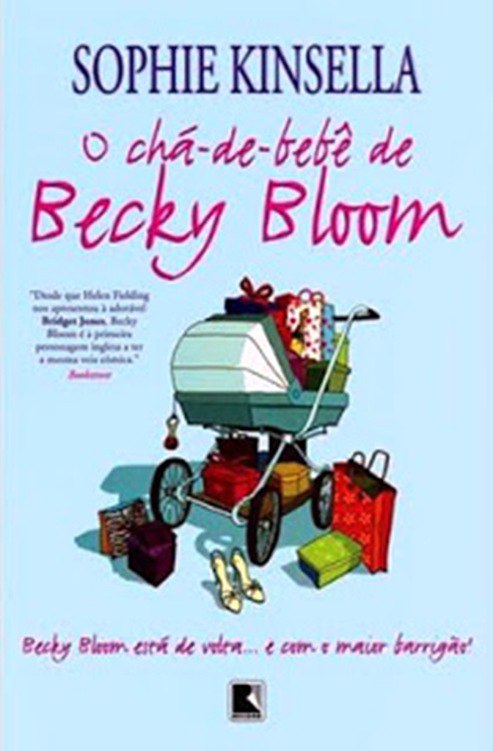 SOPHIE KINSELLA
O chá-de-bebê de
Becky Bloom
"Desde que Helen Fielding
nos apresentou à adorável
Bridget Jones, Becky
Bloom é a primeira
personagem inglesa a ter
a mesma veia cômica."
Bookseller
Becky Bloom está de volta... e com o maior barrigão!
RECORD